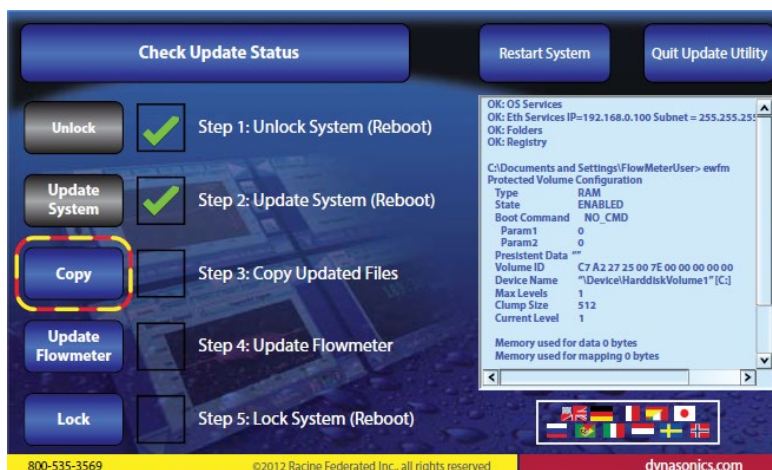 Check Update Status
Restart System
Quit Update Utility
Unlock
Step 1: Unlock System (Reboot)
Update
System
Step 2: Update System (Reboot)
Copy
Step 3: Copy Updated Files
Update
Flowmeter
Step 4: Update Flowmeter
Lock
Step 5: Lock System (Reboot)
OK: OS Services
OK: Eth Services IP=192.168.0.100 Subnet = 255.255.255
OK: Folders
OK: Registry
C:\Documents and Settings\FlowMeterUser> ewfm
Protected Volume Configuration
Type RAM
State ENABLED
Boot Command NO_CMD
Param1 0
Param2 0
Presistent Data ""
Volume ID C7 A2 27 25 00 7E 00 00 00 00 00
Device Name "\Device\HarddiskVolume1" [C:]
Max Levels 1
Clump Size 512
Current Level 1
Memory used for data 0 bytes
Memory used for mapping 0 bytes
800-535-3569
©2012 Racine Federated Inc., all rights reserved
dynasonics.com